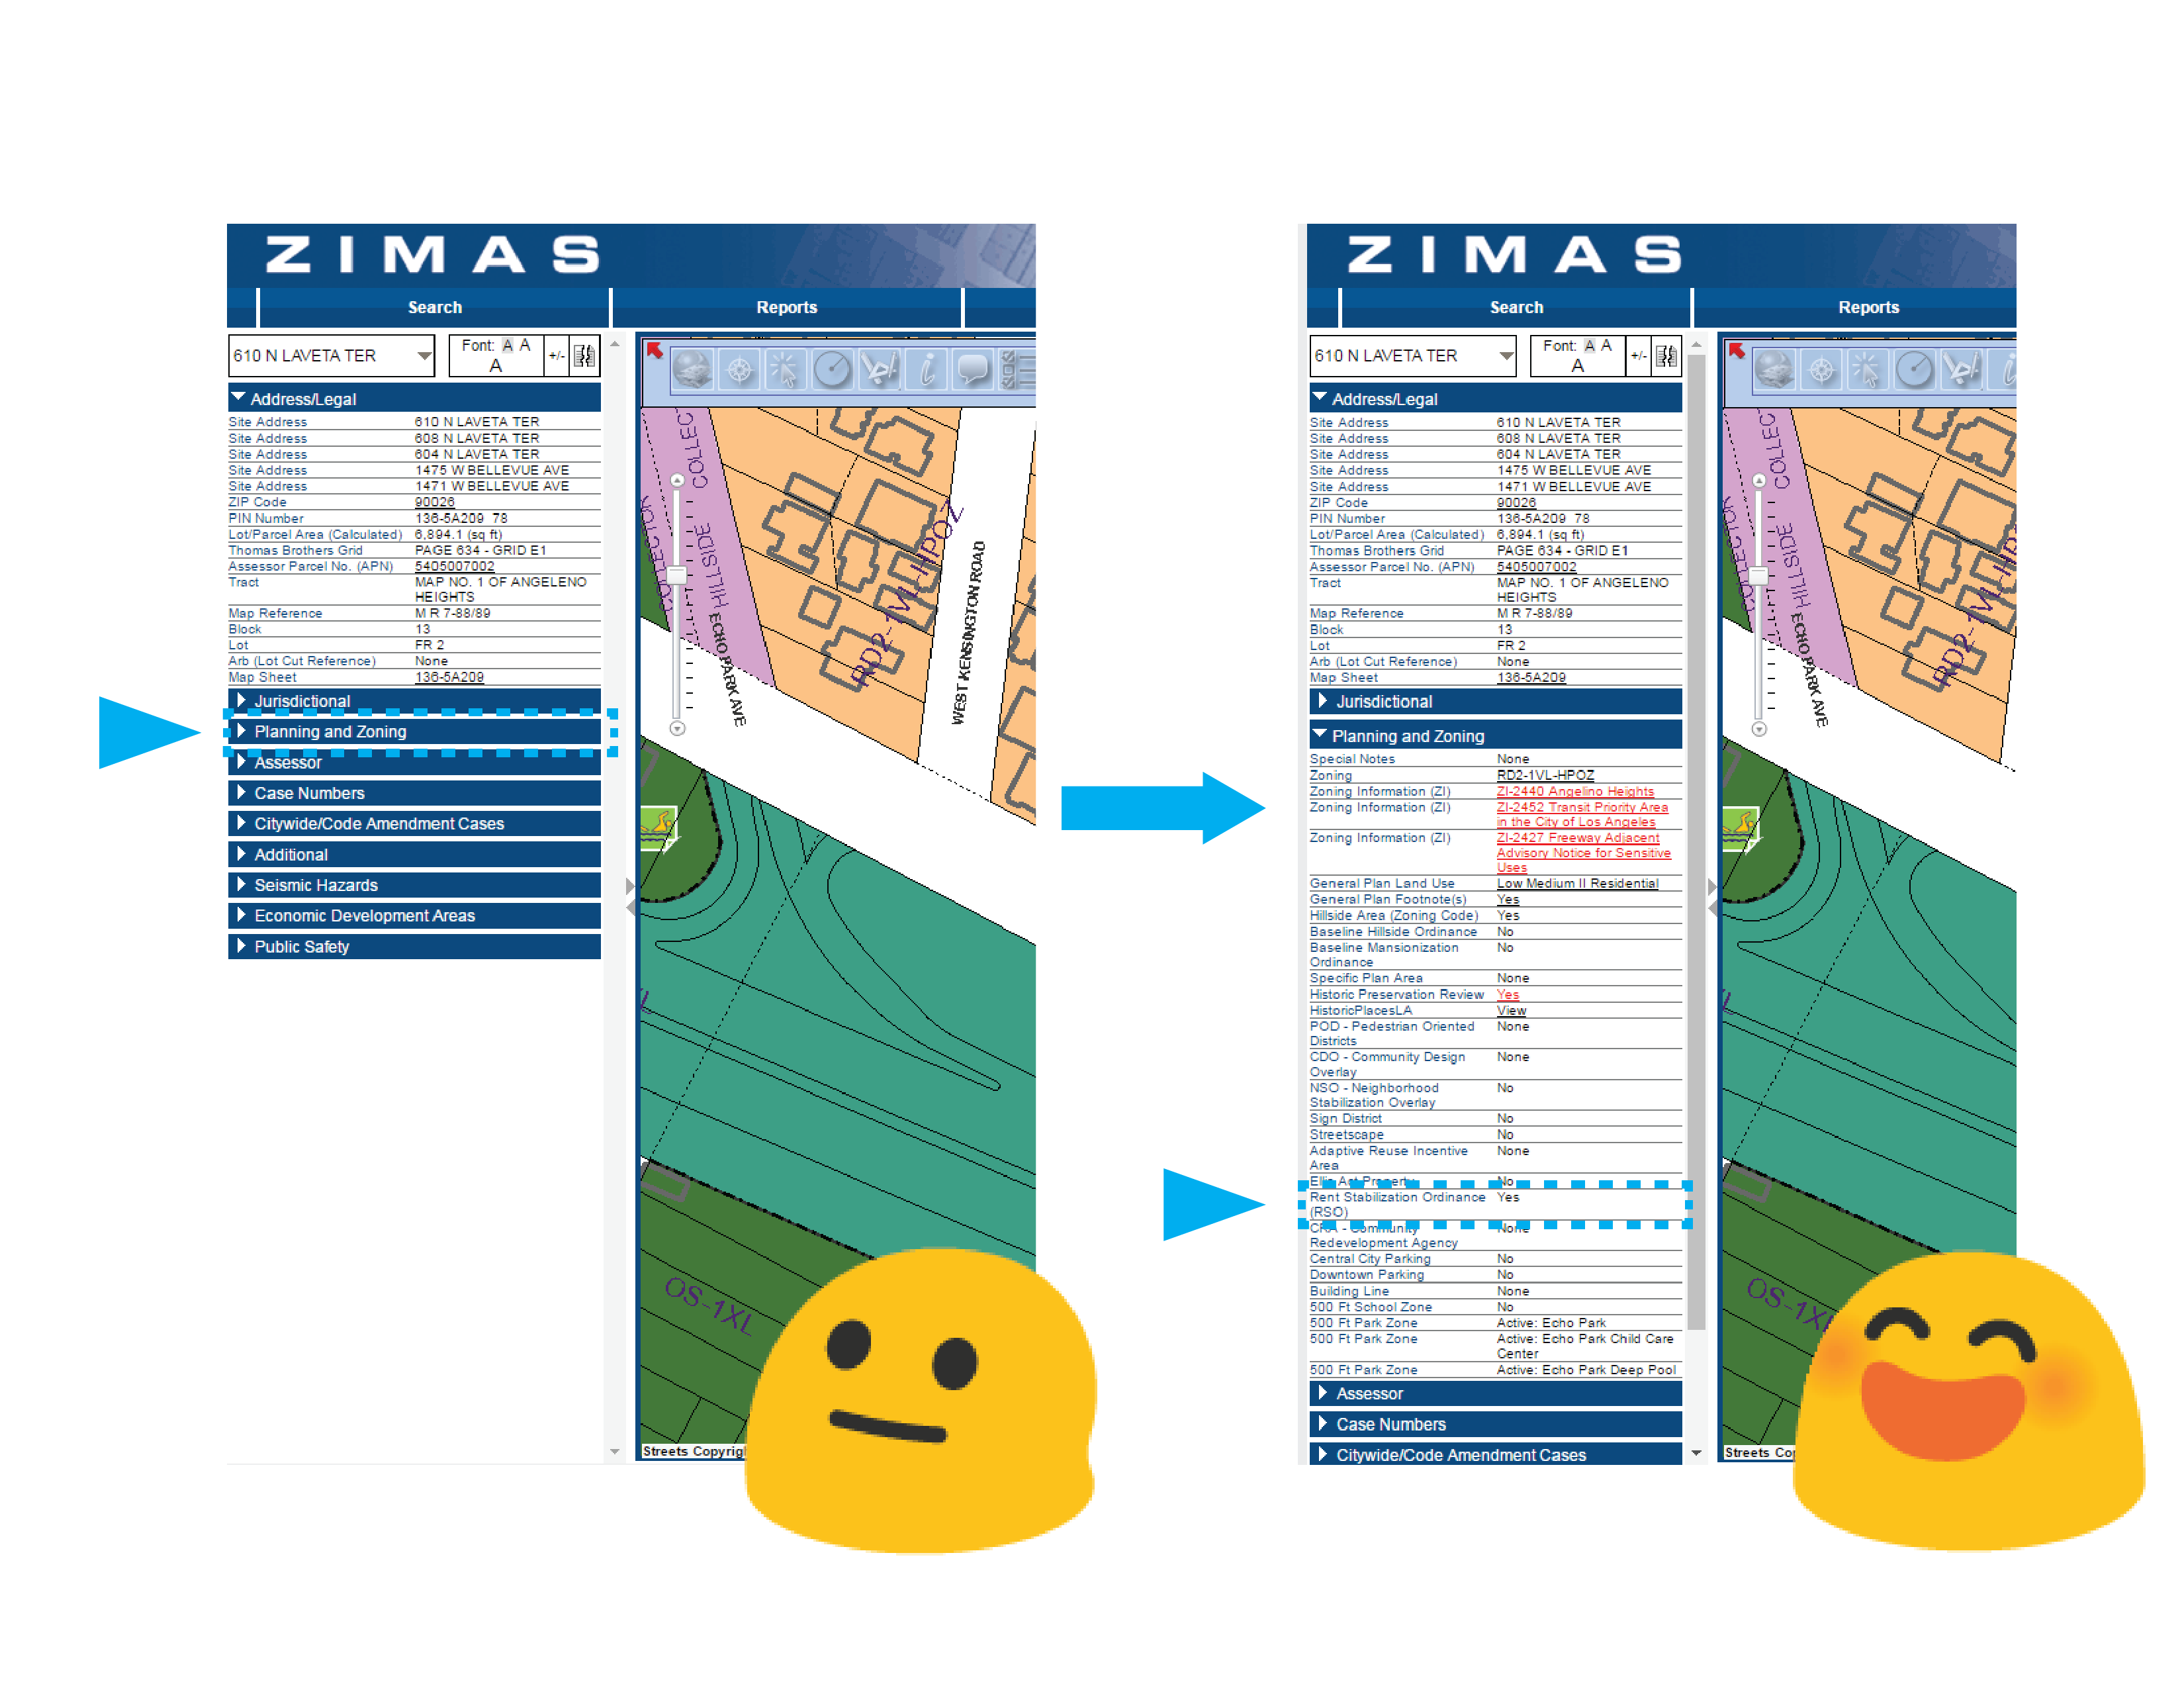 ZIMAS
Search Reports
610 N LAVETA TER Font: A A
A +/-
Address/Legal
Site Address 610 N LAVETA TER
Site Address 608 N LAVETA TER
Site Address 604 N LAVETA TER
Site Address 1475 W BELLEVUE AVE
Site Address 1471 W BELLEVUE AVE
ZIP Code 90026
PIN Number 136-5A209 78
Lot/Parcel Area (Calculated) 6,894.1 (sq ft)
Thomas Brothers Grid PAGE 634 - GRID E1
Assessor Parcel No. (APN) 5405007002
Tract MAP NO. 1 OF ANGELENO
HEIGHTS
Map Reference M R 7-88/89
Block 13
Lot FR 2
Arb (Lot Cut Reference) None
Map Sheet 136-5A209
Jurisdictional
Planning and Zoning
Assessor
Case Numbers
Citywide/Code Amendment Cases
Additional
Seismic Hazards
Economic Development Areas
Public Safety
COLLEC
HILLSIDE
ECHO PARK AVE
RD2-1VL-HPOZ
WEST KENSINGTON ROAD
OS-1XL
Streets Copyrig
ZIMAS
Search Reports
610 N LAVETA TER Font: A A
A +/-
Address/Legal
Site Address 610 N LAVETA TER
Site Address 608 N LAVETA TER
Site Address 604 N LAVETA TER
Site Address 1475 W BELLEVUE AVE
Site Address 1471 W BELLEVUE AVE
ZIP Code 90026
PIN Number 136-5A209 78
Lot/Parcel Area (Calculated) 6,894.1 (sq ft)
Thomas Brothers Grid PAGE 634 - GRID E1
Assessor Parcel No. (APN) 5405007002
Tract MAP NO. 1 OF ANGELENO
HEIGHTS
Map Reference M R 7-88/89
Block 13
Lot FR 2
Arb (Lot Cut Reference) None
Map Sheet 136-5A209
Jurisdictional
Planning and Zoning
Special Notes None
Zoning RD2-1VL-HPOZ
Zoning Information (ZI) ZI-2440 Angelino Heights
Zoning Information (ZI) ZI-2452 Transit Priority Area
in the City of Los Angeles
Zoning Information (ZI) ZI-2427 Freeway Adjacent
Advisory Notice for Sensitive
Uses
General Plan Land Use Low Medium II Residential
General Plan Footnote(s) Yes
Hillside Area (Zoning Code) Yes
Baseline Hillside Ordinance No
Baseline Mansionization No
Ordinance
Specific Plan Area None
Historic Preservation Review Yes
HistoricPlacesLA View
POD - Pedestrian Oriented None
Districts
CDO - Community Design None
Overlay
NSO - Neighborhood No
Stabilization Overlay
Sign District No
Streetscape No
Adaptive Reuse Incentive None
Area
Ellis Act Property No
Rent Stabilization Ordinance Yes
(RSO)
CRA - Community None
Redevelopment Agency
Central City Parking No
Downtown Parking No
Building Line None
500 Ft School Zone No
500 Ft Park Zone Active: Echo Park
500 Ft Park Zone Active: Echo Park Child Care
Center
500 Ft Park Zone Active: Echo Park Deep Pool
Assessor
Case Numbers
Citywide/Code Amendment Cases
COLLEC
HILLSIDE
ECHO PARK AVE
RD2-1VL-HP
OS-1X
Streets Co